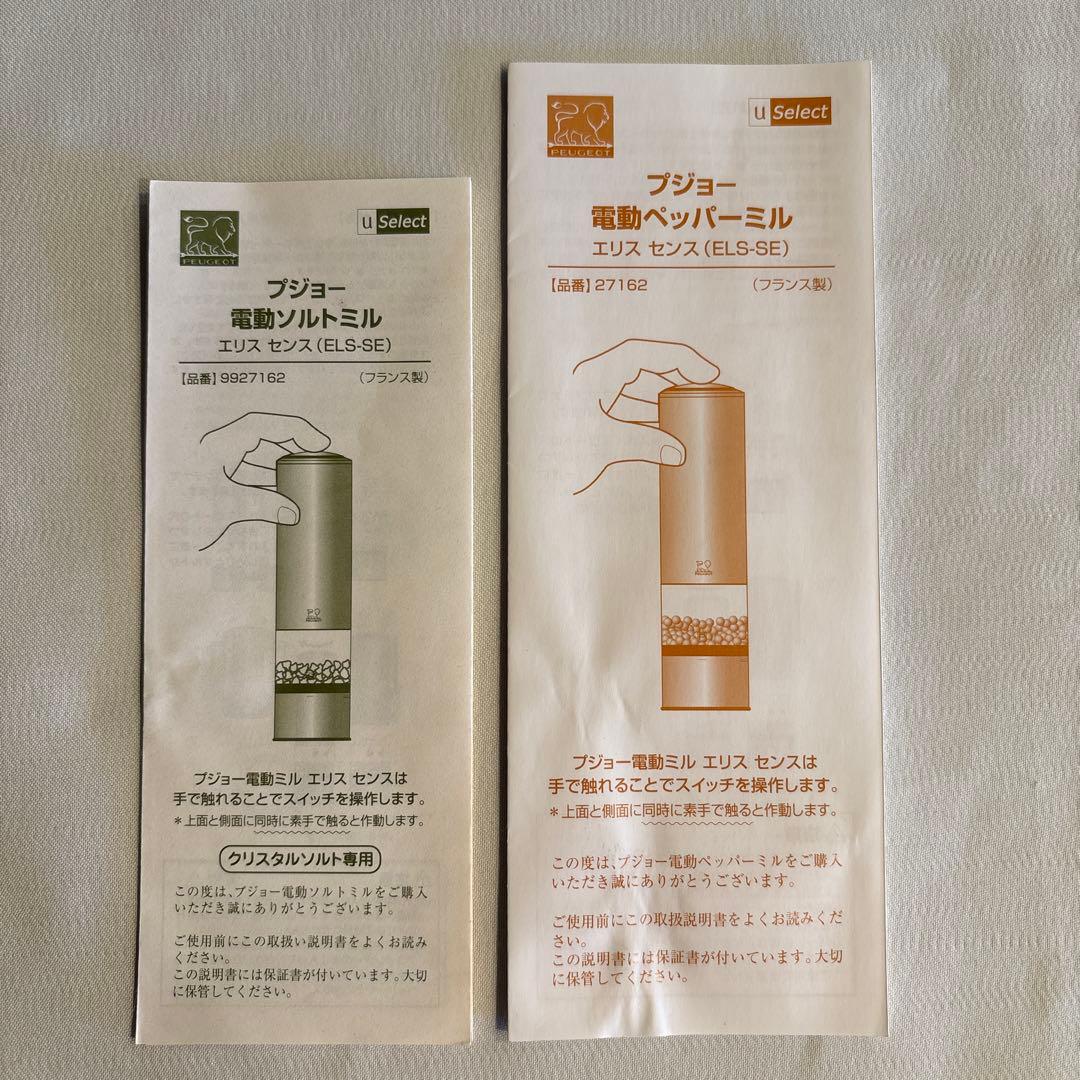 PEUGEOT
u Select
プジョー
電動ソルトミル
エリス センス(ELS-SE)
【品番】9927162 (フランス製)
プジョー電動ミル エリス センスは
手で触れることでスイッチを操作します。
*上面と側面に同時に素手で触ると作動します。
クリスタルソルト専用
この度は、プジョー電動ソルトミルをご購入
いただき誠にありがとうございます。
ご使用前にこの取扱い説明書をよくお読み
ください。
この説明書には保証書が付いています。大切
に保管してください。
PEUGEOT
u Select
プジョー
電動ペッパーミル
エリス センス(ELS-SE)
【品番】27162 (フランス製)
プジョー電動ミル エリス センスは
手で触れることでスイッチを操作します。
*上面と側面に同時に素手で触ると作動します。
この度は、プジョー電動ペッパーミルをご購入
いただき誠にありがとうございます。
ご使用前にこの取扱説明書をよくお読みくだ
さい。
この説明書には保証書が付いています。大切
に保管してください。